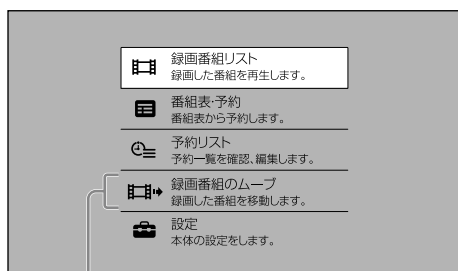 録画番組リスト
録画した番組を再生します。
番組表・予約
番組表から予約します。
予約リスト
予約一覧を確認、編集します。
録画番組のムーブ
録画した番組を移動します。
設定
本体の設定をします。